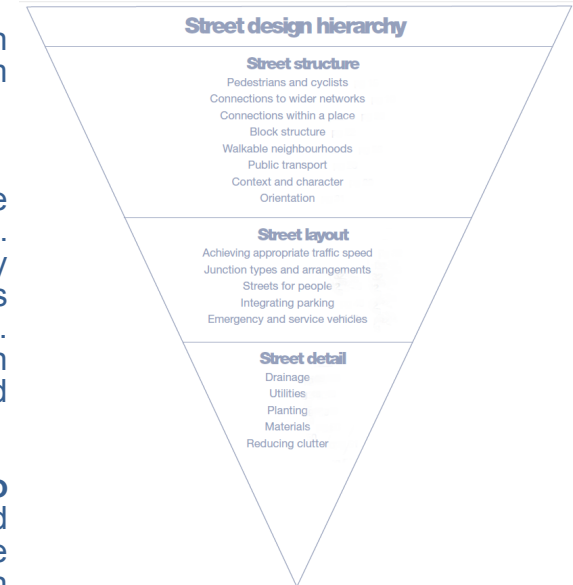 Street design hierarchy
Street structure
Pedestrians and cyclists
Connections to wider networks
Connections within a place
Block structure
Walkable neighbourhoods
Public transport
Context and character
Orientation
Street layout
Achieving appropriate traffic speed
Junction types and arrangements
Streets for people
Integrating parking
Emergency and service vehicles
Street detail
Drainage
Utilities
Planting
Materials
Reducing clutter